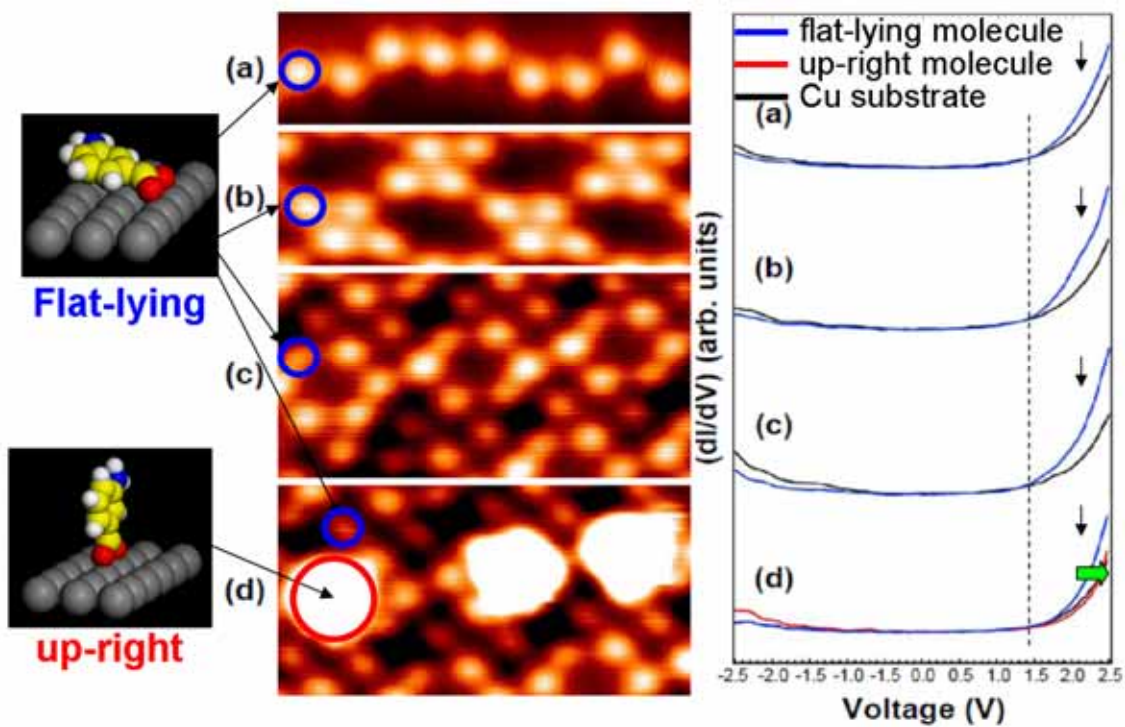 (a)
(b)
Flat-lying
(c)
(d)
up-right
flat-lying molecule
up-right molecule
Cu substrate
(a)
(b)
(c)
(d)
(dI/dV) (arb. units)
-2.5 -2.0 -1.5 -1.0 -0.5 0.0 0.5 1.0 1.5 2.0 2.5
Voltage (V)